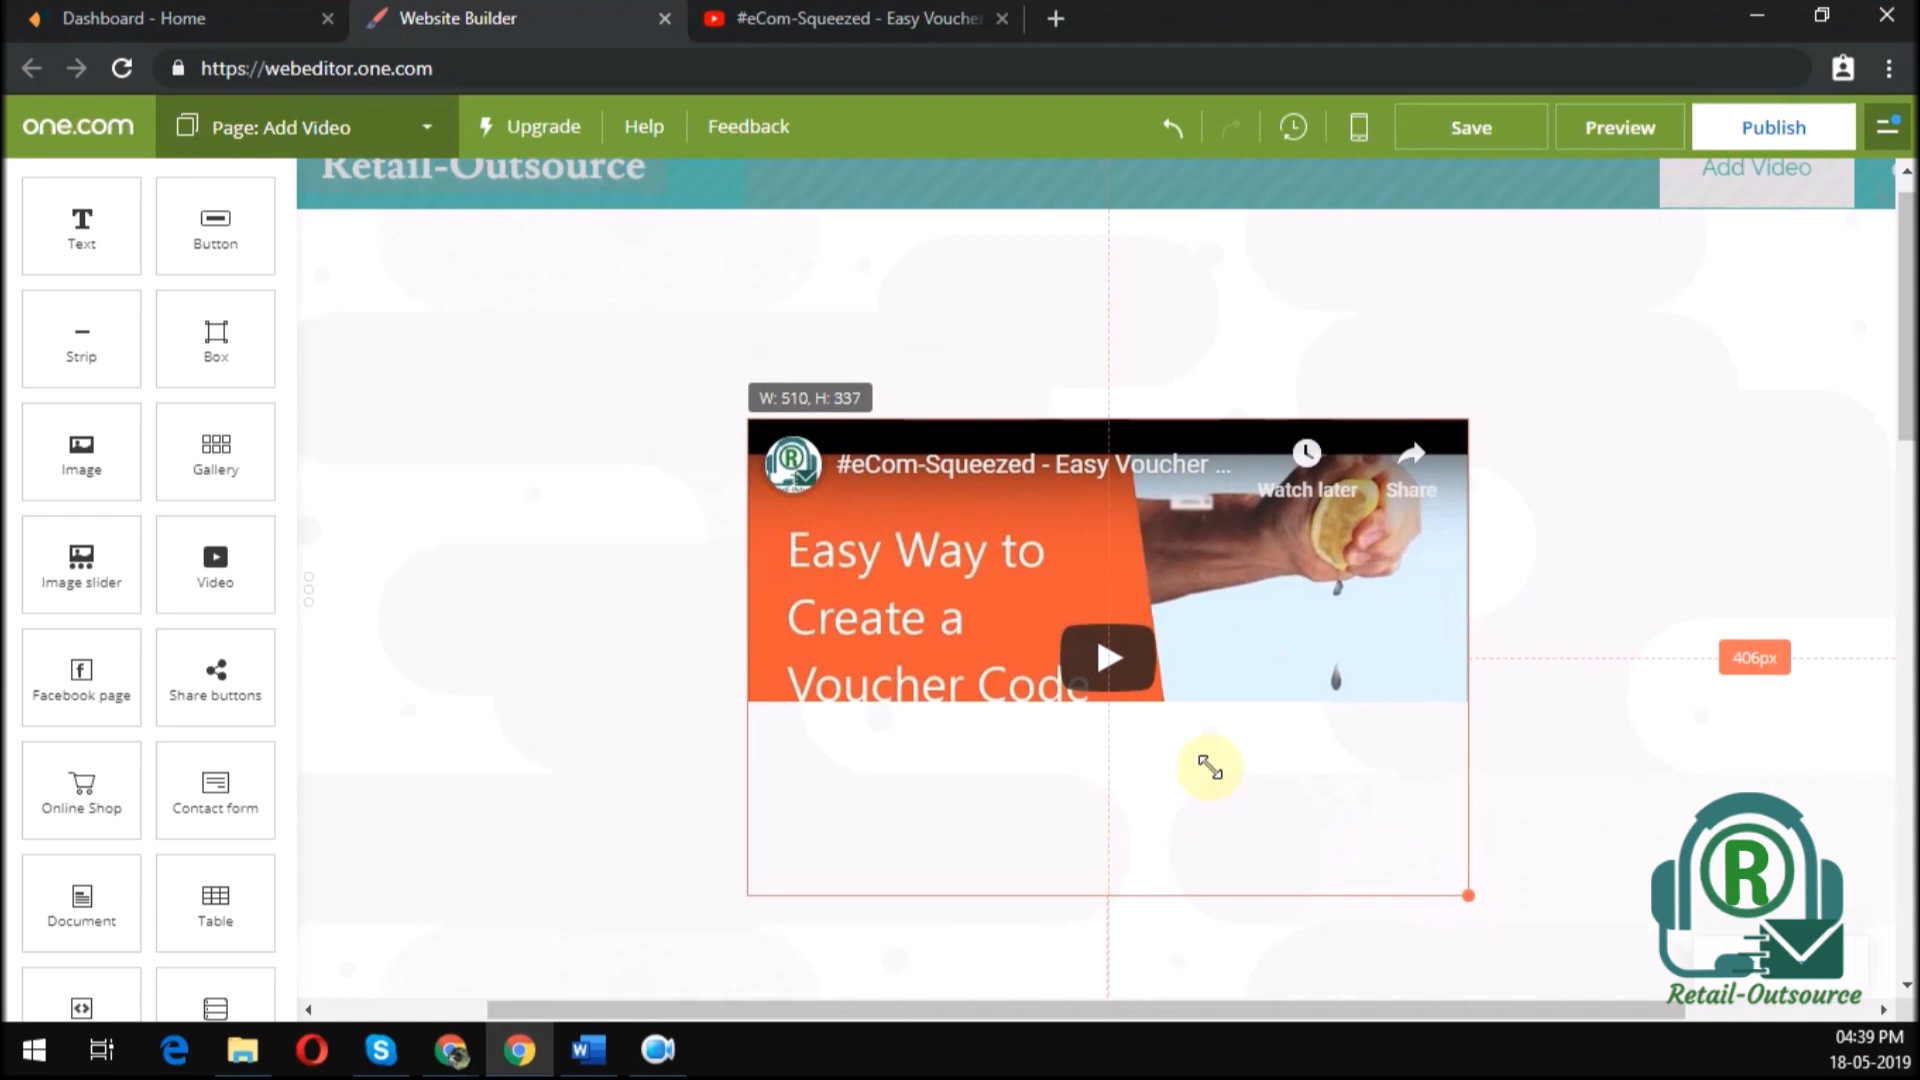 Dashboard - Home
Website Builder
#eCom-Squeezed - Easy Voucher
https://webeditor.one.com
one.com
Page: Add Video
Upgrade
Help
Feedback
Save
Preview
Publish
Retail-Outsource
Add Video
Text
Button
Strip
Box
Image
Gallery
Image slider
Video
Facebook page
Share buttons
Online Shop
Contact form
Document
Table
W: 510, H: 337
#eCom-Squeezed - Easy Voucher ...
Watch later
Share
Easy Way to
Create a
Voucher Code
406px
R
Retail-Outsource
04:39 PM
18-05-2019